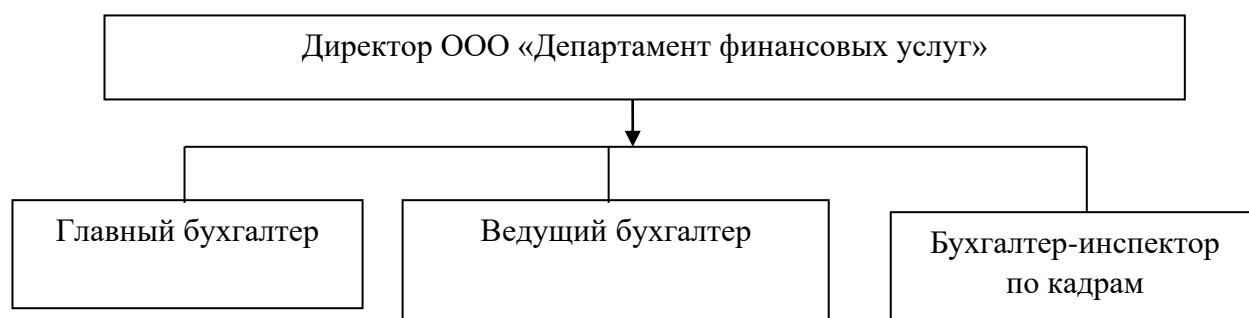 Директор ООО «Департамент финансовых услуг»
Главный бухгалтер
Ведущий бухгалтер
Бухгалтер-инспектор
по кадрам